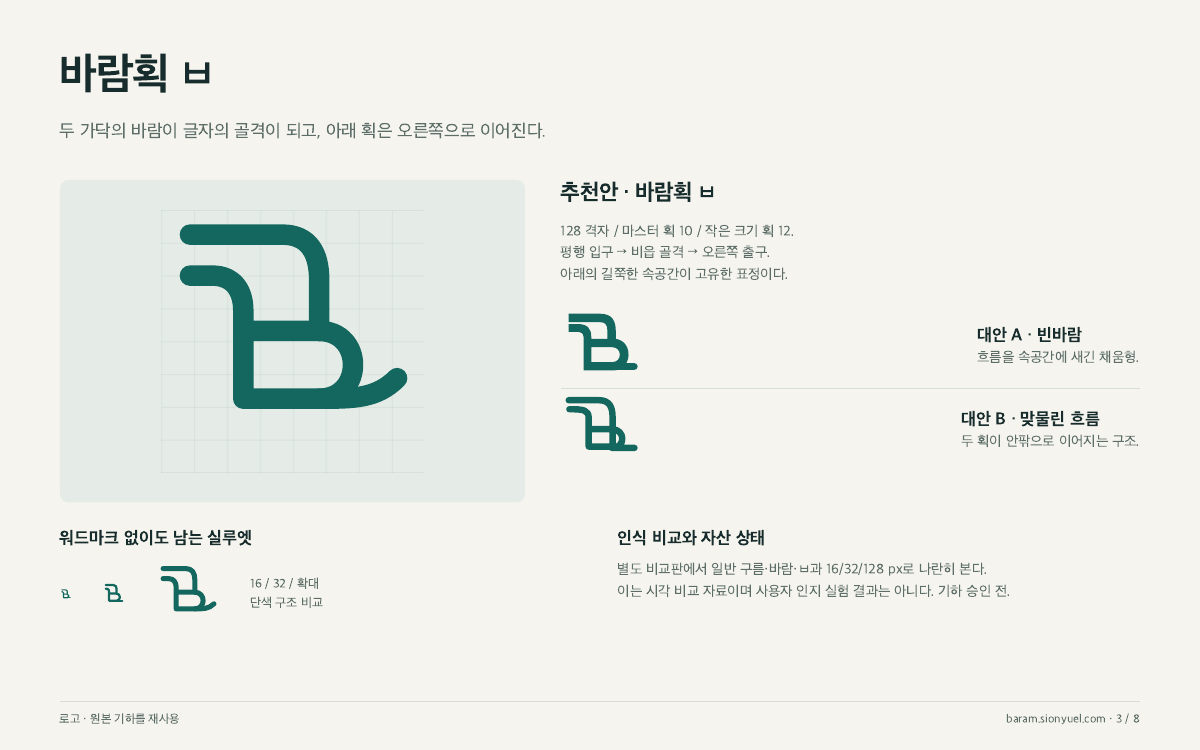 바람획 ㅂ
두 가닥의 바람이 글자의 골격이 되고, 아래 획은 오른쪽으로 이어진다.
추천안 · 바람획 ㅂ
128 격자 / 마스터 획 10 / 작은 크기 획 12.
평행 입구 → 비읍 골격 → 오른쪽 출구.
아래의 길쭉한 속공간이 고유한 표정이다.
대안 A · 빈바람
흐름을 속공간에 새긴 채움형.
대안 B · 맞물린 흐름
두 획이 안팎으로 이어지는 구조.
워드마크 없이도 남는 실루엣
16 / 32 / 확대
단색 구조 비교
인식 비교와 자산 상태
별도 비교판에서 일반 구름·바람·ㅂ과 16/32/128 px로 나란히 본다.
이는 시각 비교 자료이며 사용자 인지 실험 결과는 아니다. 기하 승인 전.
로고 · 원본 기하를 재사용
baram.sionyuel.com · 3 / 8